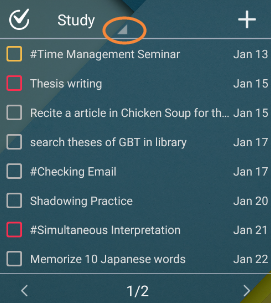 Study
#Time Management Seminar Jan 13
Thesis writing Jan 15
Recite a article in Chicken Soup for th... Jan 15
search theses of GBT in library Jan 17
#Checking Email Jan 17
Shadowing Practice Jan 20
#Simultaneous Interpretation Jan 21
Memorize 10 Japanese words Jan 22
1/2